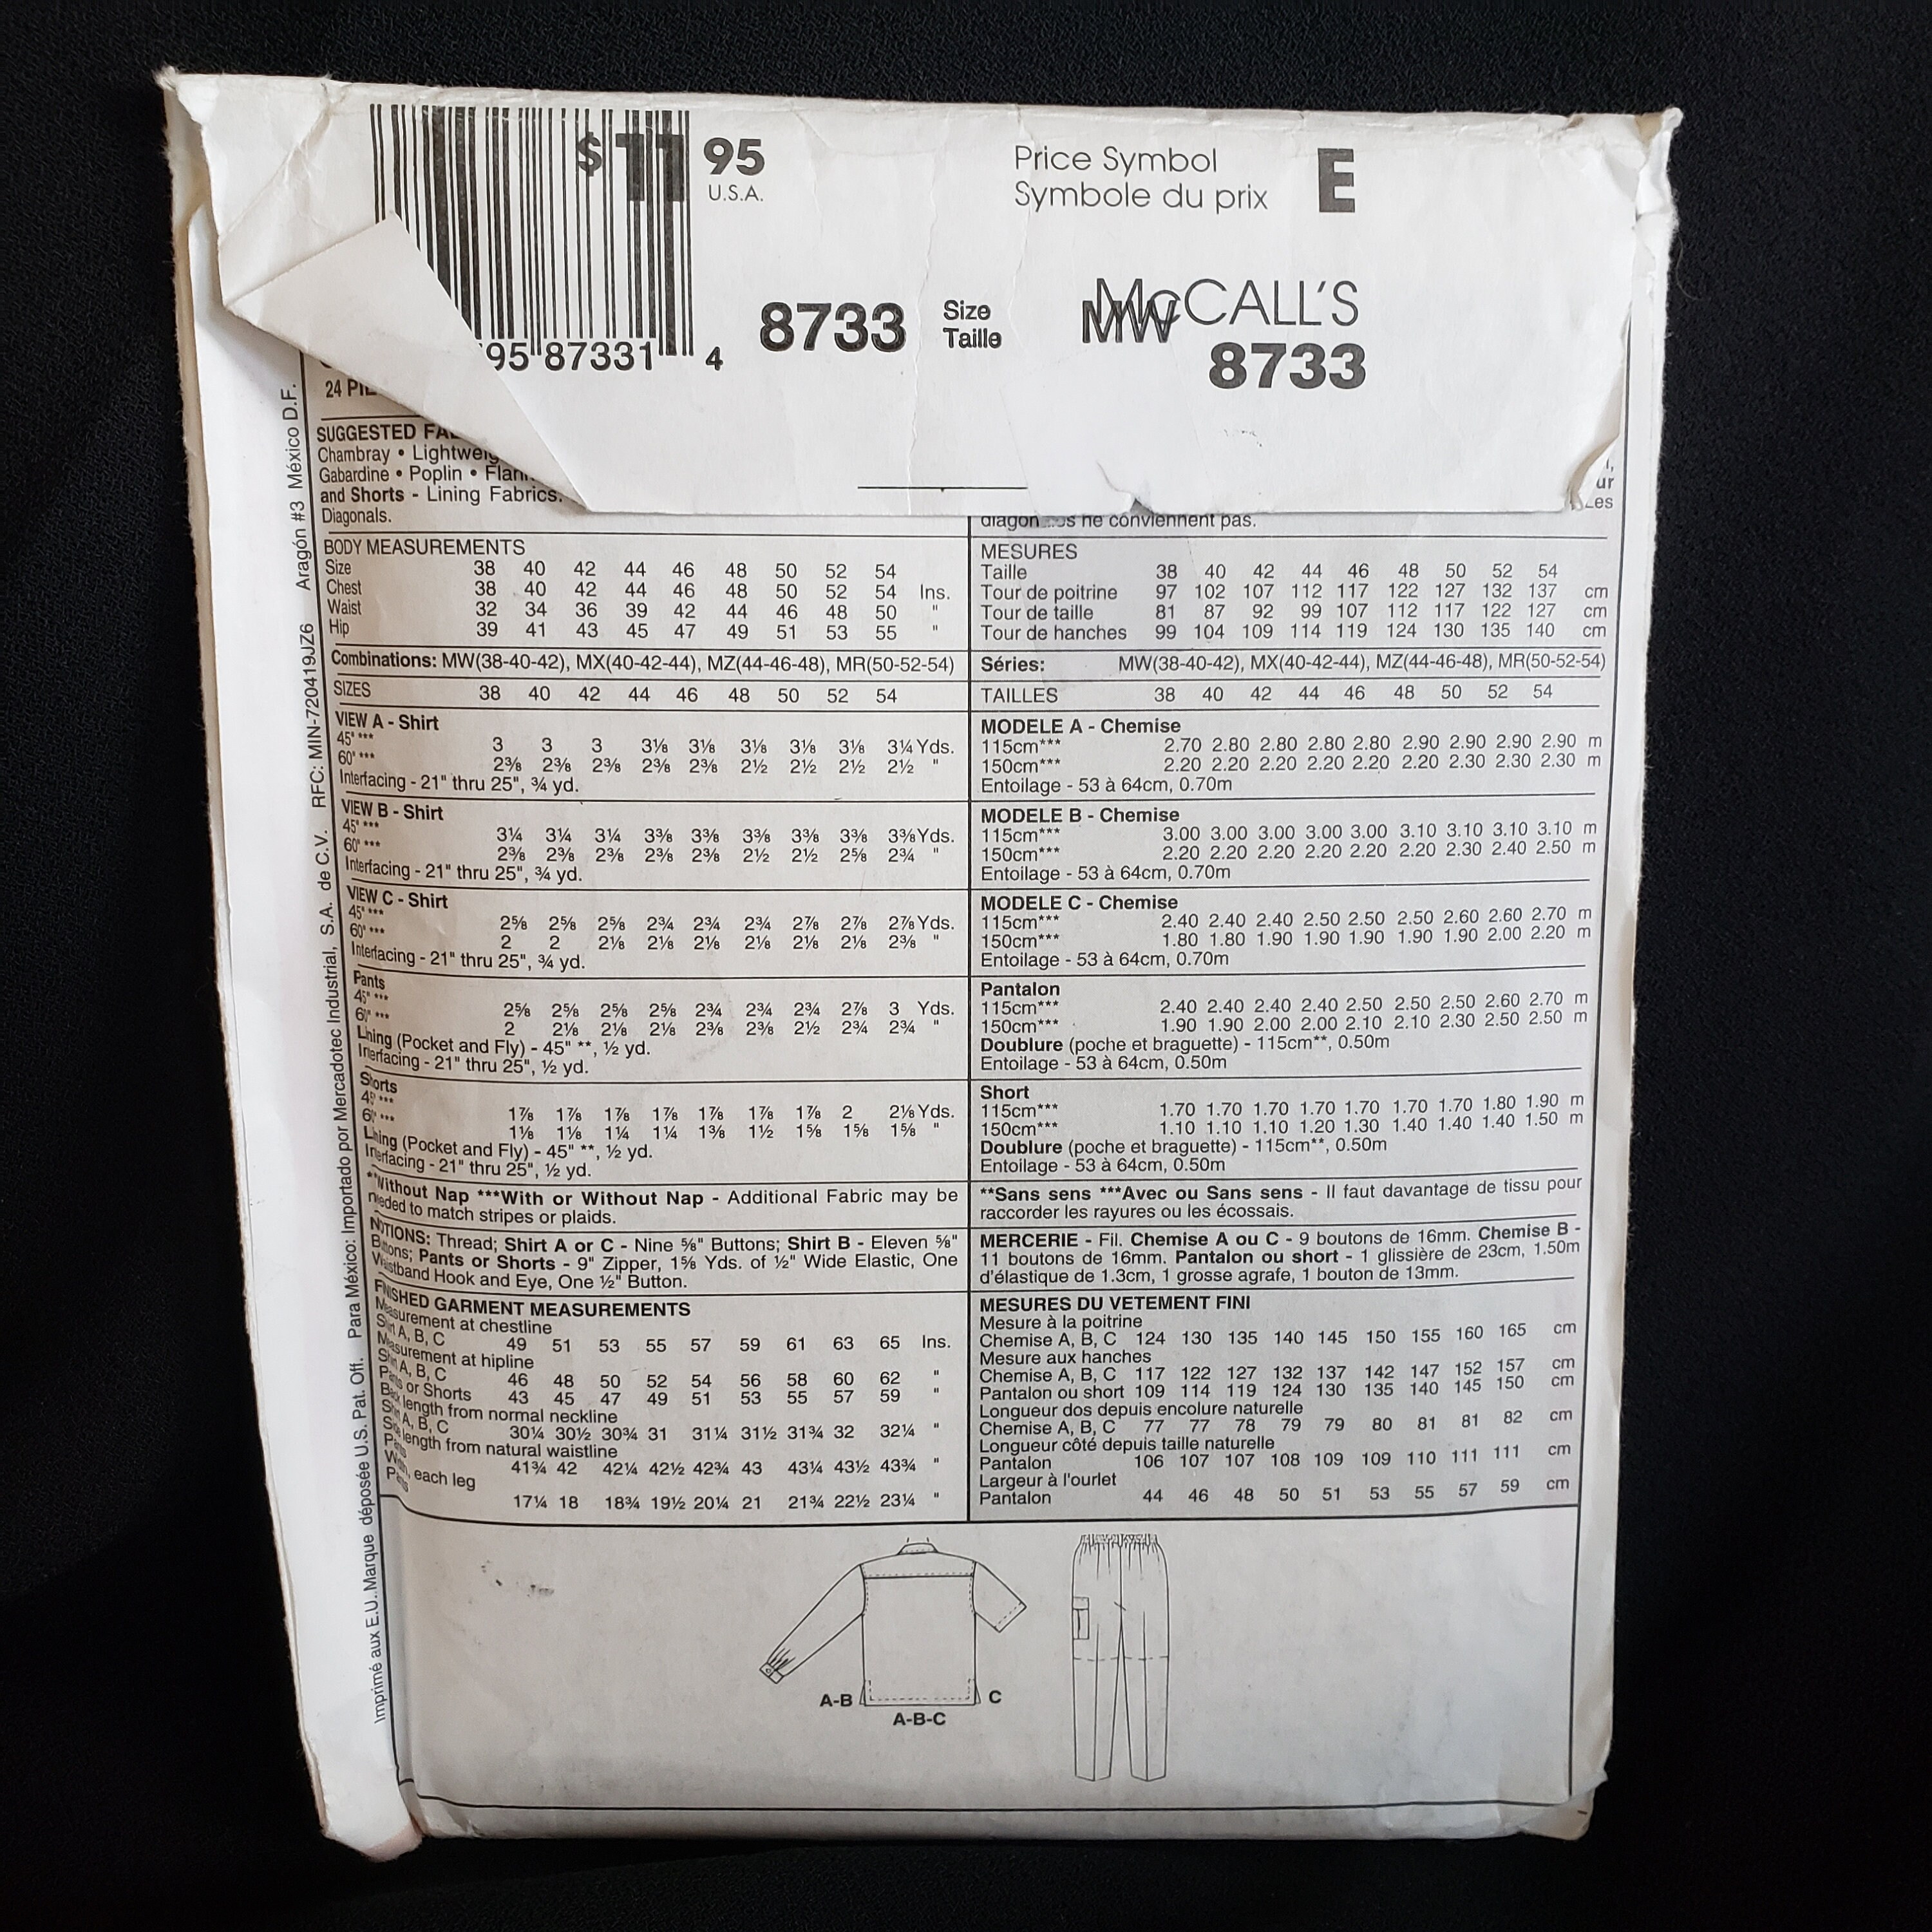 $11 95
U.S.A.
Price Symbol
Symbole du prix E
95 87331 4
8733 Size
Taille MW
McCALL'S
8733
24
SUGGESTED
Chambray •
Gabardine • Poplin •
and Shorts - Lining Fabrics.
Diagonals.
BODY MEASUREMENTS
Size 38 40 42 44 46 48 50 52 54
Chest 38 40 42 44 46 48 50 52 54 Ins.
Waist 32 34 36 39 42 44 46 48 50 "
Hip 39 41 43 45 47 49 51 53 55 "
Combinations: MW(38-40-42), MX(40-42-44), MZ(44-46-48), MR(50-52-54)
SIZES 38 40 42 44 46 48 50 52 54
VIEW A - Shirt
45" *** 3 3 3 3⅛ 3⅛ 3⅛ 3⅛ 3⅛ 3¼ Yds.
60" *** 2⅜ 2⅜ 2⅜ 2⅜ 2⅜ 2½ 2½ 2½ 2½ "
Interfacing - 21" thru 25", ¾ yd.
VIEW B - Shirt
45" *** 3¼ 3¼ 3¼ 3⅜ 3⅜ 3⅜ 3⅜ 3⅜ 3⅜ Yds.
60" *** 2⅜ 2⅜ 2⅜ 2⅜ 2⅜ 2½ 2½ 2⅝ 2¾ "
Interfacing - 21" thru 25", ¾ yd.
VIEW C - Shirt
45" *** 2⅝ 2⅝ 2⅝ 2¾ 2¾ 2¾ 2⅞ 2⅞ 2⅞ Yds.
60" *** 2 2 2⅛ 2⅛ 2⅛ 2⅛ 2⅛ 2⅛ 2⅜ "
Interfacing - 21" thru 25", ¾ yd.
Pants
45" *** 2⅝ 2⅝ 2⅝ 2⅝ 2¾ 2¾ 2¾ 2⅞ 3 Yds.
60" *** 2 2⅛ 2⅛ 2⅛ 2⅜ 2⅜ 2½ 2¾ 2¾ "
Lining (Pocket and Fly) - 45" **, ½ yd.
Interfacing - 21" thru 25", ½ yd.
Shorts
45" *** 1⅞ 1⅞ 1⅞ 1⅞ 1⅞ 1⅞ 1⅞ 2 2⅛ Yds.
60" *** 1⅛ 1⅛ 1¼ 1¼ 1⅜ 1½ 1⅝ 1⅝ 1⅝ "
Lining (Pocket and Fly) - 45" **, ½ yd.
Interfacing - 21" thru 25", ½ yd.
**Without Nap ***With or Without Nap - Additional Fabric may be
needed to match stripes or plaids.
NOTIONS: Thread; Shirt A or C - Nine ⅝" Buttons; Shirt B - Eleven ⅝"
Buttons; Pants or Shorts - 9" Zipper, 1⅝ Yds. of ½" Wide Elastic, One
Waistband Hook and Eye, One ½" Button.
FINISHED GARMENT MEASUREMENTS
Measurement at chestline
Shirt A, B, C 49 51 53 55 57 59 61 63 65 Ins.
Measurement at hipline
Shirt A, B, C 46 48 50 52 54 56 58 60 62 "
Pants or Shorts 43 45 47 49 51 53 55 57 59 "
Back length from normal neckline
Shirt A, B, C 30¼ 30½ 30¾ 31 31¼ 31½ 31¾ 32 32¼ "
Side length from natural waistline
Pants 41¾ 42 42¼ 42½ 42¾ 43 43¼ 43½ 43¾ "
Width, each leg
Pants 17¼ 18 18¾ 19½ 20¼ 21 21¾ 22½ 23¼ "
ne conviennent pas.
MESURES
Taille 38 40 42 44 46 48 50 52 54
Tour de poitrine 97 102 107 112 117 122 127 132 137 cm
Tour de taille 81 87 92 99 107 112 117 122 127 cm
Tour de hanches 99 104 109 114 119 124 130 135 140 cm
Séries: MW(38-40-42), MX(40-42-44), MZ(44-46-48), MR(50-52-54)
TAILLES 38 40 42 44 46 48 50 52 54
MODELE A - Chemise
115cm*** 2.70 2.80 2.80 2.80 2.80 2.90 2.90 2.90 2.90 m
150cm*** 2.20 2.20 2.20 2.20 2.20 2.20 2.30 2.30 2.30 m
Entoilage - 53 à 64cm, 0.70m
MODELE B - Chemise
115cm*** 3.00 3.00 3.00 3.00 3.00 3.10 3.10 3.10 3.10 m
150cm*** 2.20 2.20 2.20 2.20 2.20 2.20 2.30 2.40 2.50 m
Entoilage - 53 à 64cm, 0.70m
MODELE C - Chemise
115cm*** 2.40 2.40 2.40 2.50 2.50 2.50 2.60 2.60 2.70 m
150cm*** 1.80 1.80 1.90 1.90 1.90 1.90 1.90 2.00 2.20 m
Entoilage - 53 à 64cm, 0.70m
Pantalon
115cm*** 2.40 2.40 2.40 2.40 2.50 2.50 2.50 2.60 2.70 m
150cm*** 1.90 1.90 2.00 2.00 2.10 2.10 2.30 2.50 2.50 m
Doublure (poche et braguette) - 115cm**, 0.50m
Entoilage - 53 à 64cm, 0.50m
Short
115cm*** 1.70 1.70 1.70 1.70 1.70 1.70 1.70 1.80 1.90 m
150cm*** 1.10 1.10 1.10 1.20 1.30 1.40 1.40 1.40 1.50 m
Doublure (poche et braguette) - 115cm**, 0.50m
Entoilage - 53 à 64cm, 0.50m
**Sans sens ***Avec ou Sans sens - Il faut davantage de tissu pour
raccorder les rayures ou les écossais.
MERCERIE - Fil. Chemise A ou C - 9 boutons de 16mm. Chemise B -
11 boutons de 16mm. Pantalon ou short - 1 glissière de 23cm, 1.50m
d'élastique de 1.3cm, 1 grosse agrafe, 1 bouton de 13mm.
MESURES DU VETEMENT FINI
Mesure à la poitrine
Chemise A, B, C 124 130 135 140 145 150 155 160 165 cm
Mesure aux hanches
Chemise A, B, C 117 122 127 132 137 142 147 152 157 cm
Pantalon ou short 109 114 119 124 130 135 140 145 150 cm
Longueur dos depuis encolure naturelle
Chemise A, B, C 77 77 78 79 79 80 81 81 82 cm
Longueur côté depuis taille naturelle
Pantalon 106 107 107 108 109 109 110 111 111 cm
Largeur à l'ourlet
Pantalon 44 46 48 50 51 53 55 57 59 cm
A-B
C
A-B-C
Imprimé aux E.U. Marque déposée U.S. Pat. Off. Para México: Importado por Mercadotec Industrial, S.A. de C.V. RFC: MIN-720419JZ6 Aragón #3 México D.F.